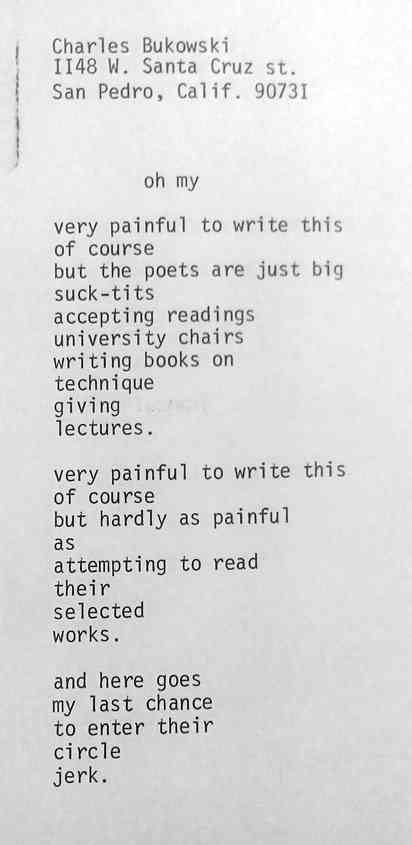 Charles Bukowski
II48 W. Santa Cruz st.
San Pedro, Calif. 9073I
oh my
very painful to write this
of course
but the poets are just big
suck-tits
accepting readings
university chairs
writing books on
technique
giving
lectures.
very painful to write this
of course
but hardly as painful
as
attempting to read
their
selected
works.
and here goes
my last chance
to enter their
circle
jerk.